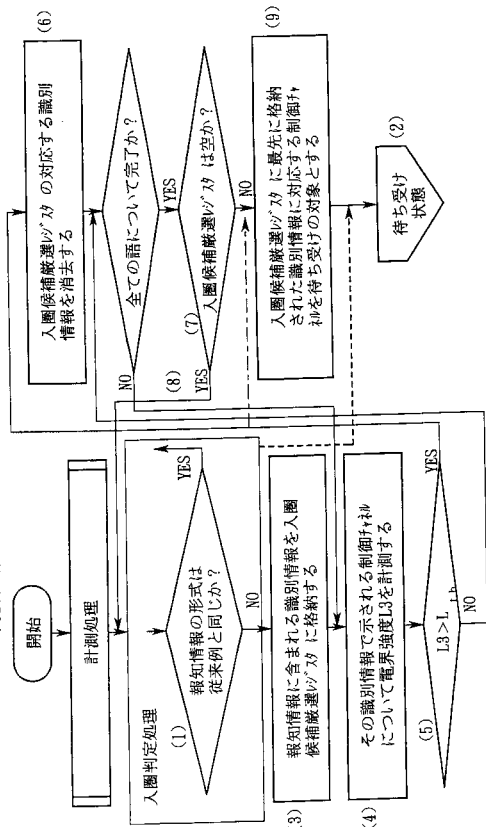 開始
計測処理
入圏判定処理
(1)
報知情報の形式は
従来例と同じか？
YES
NO
(3)
報知情報に含まれる識別情報を入圏
候補厳選ﾚｼﾞｽﾀ に格納する
(4)
その識別情報で示される制御ﾁｬﾈﾙ
について電界強度L3を計測する
(5)
L3>L
th
YES
NO
(6)
入圏候補厳選ﾚｼﾞｽﾀ の対応する識別
情報を消去する
全ての語について完了か？
NO
YES
(7)
(8)
入圏候補厳選ﾚｼﾞｽﾀ は空か？
YES
NO
(9)
入圏候補厳選ﾚｼﾞｽﾀ に最先に格納
された識別情報に対応する制御ﾁｬ
ﾈﾙを待ち受けの対象とする
(2)
待ち受け
状態